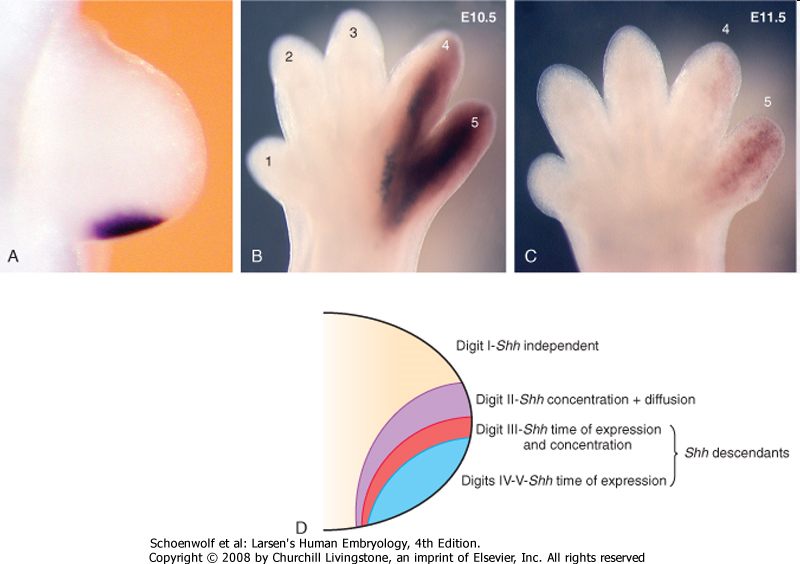 A
B
E10.5
1
2
3
4
5
C
E11.5
4
5
D
Digit I-Shh independent
Digit II-Shh concentration + diffusion
Digit III-Shh time of expression
and concentration
Shh descendants
Digits IV-V-Shh time of expression
Schoenwolf et al: Larsen's Human Embryology, 4th Edition.
Copyright © 2008 by Churchill Livingstone, an imprint of Elsevier, Inc. All rights reserved